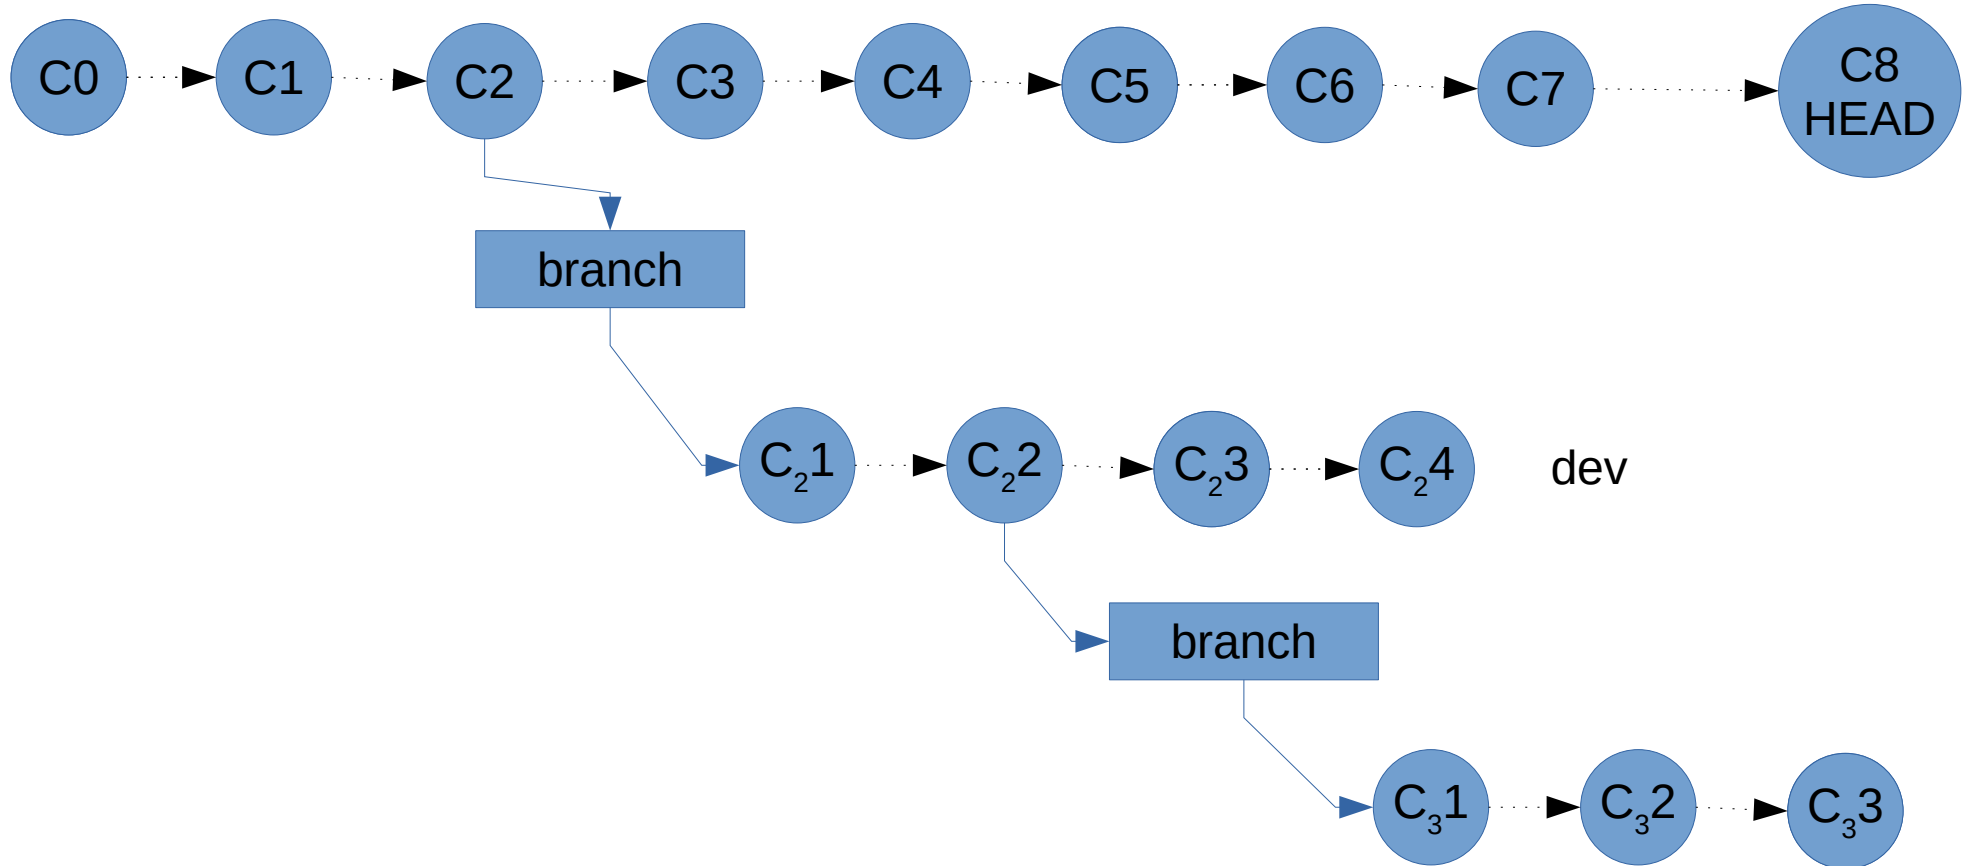 C0 C1 C2 C3 C4 C5 C6 C7 C8
HEAD
branch
C₂1 C₂2 C₂3 C₂4 dev
branch
C₃1 C₃2 C₃3